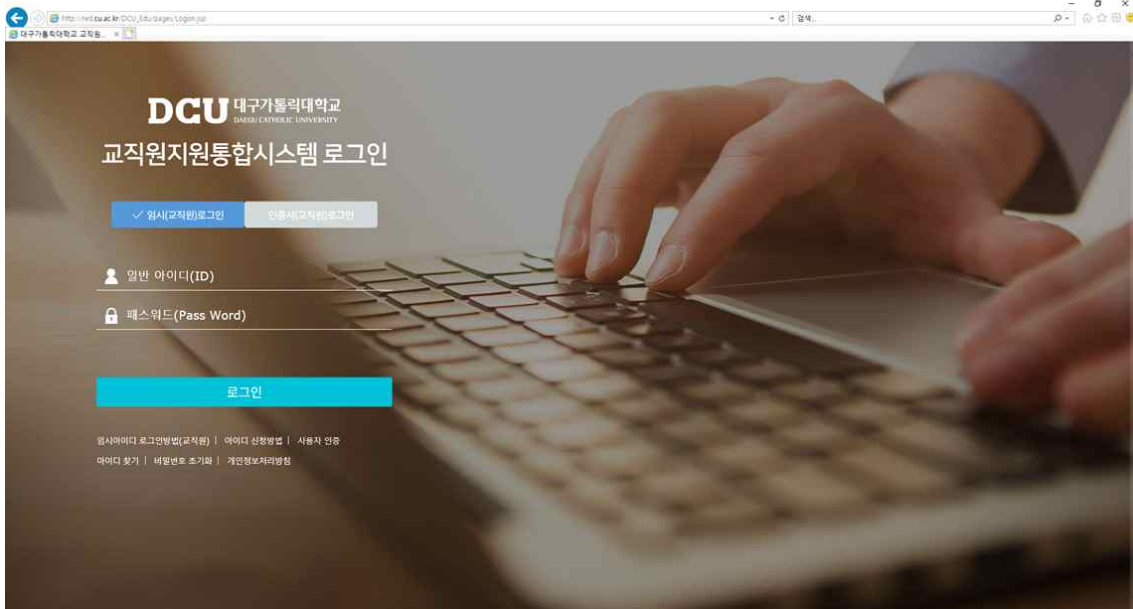 검색...
대구가톨릭대학교 교직원...
DCU 대구가톨릭대학교
DAEGU CATHOLIC UNIVERSITY
교직원지원통합시스템 로그인
임시(교직원)로그인 인증서(교직원)로그인
일반 아이디(ID)
패스워드(Pass Word)
로그인
임시아이디 로그인방법(교직원) | 아이디 신청방법 | 사용자 인증
아이디 찾기 | 비밀번호 초기화 | 개인정보처리방침